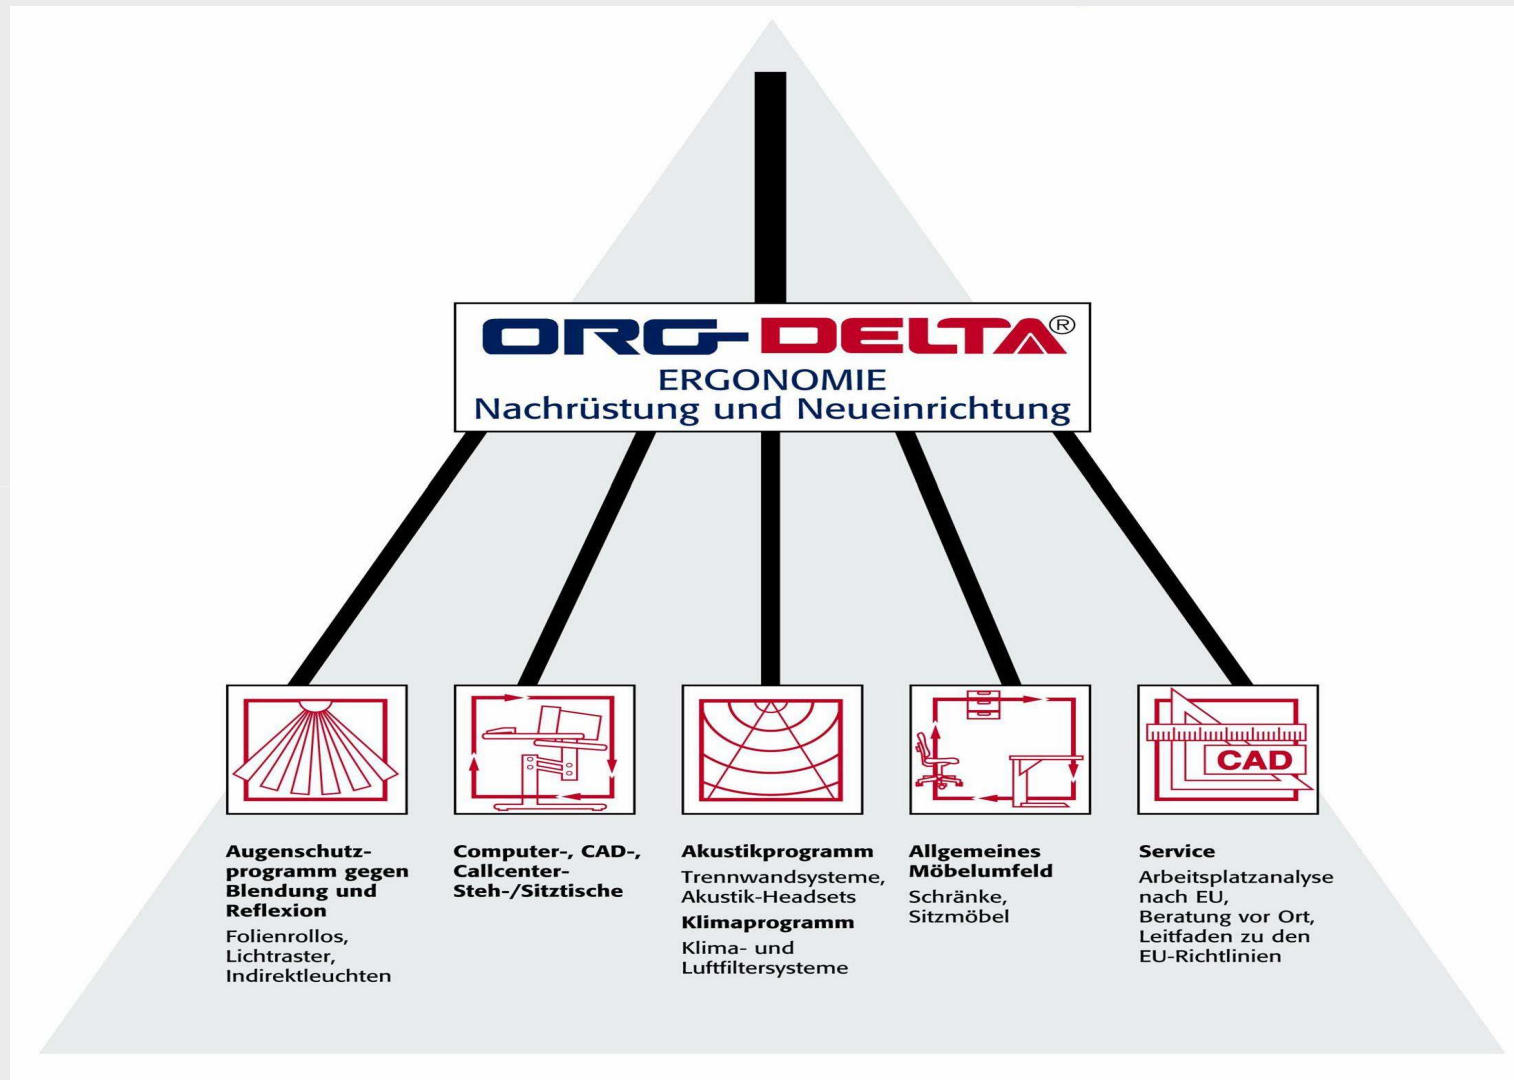 ORG-DELTA®
ERGONOMIE
Nachrüstung und Neueinrichtung
Augenschutz-
programm gegen
Blendung und
Reflexion
Folienrollos,
Lichtraster,
Indirektleuchten
Computer-, CAD-,
Callcenter-
Steh-/Sitztische
Akustikprogramm
Trennwandsysteme,
Akustik-Headsets
Klimaprogramm
Klima- und
Luftfiltersysteme
Allgemeines
Möbelumfeld
Schränke,
Sitzmöbel
CAD
Service
Arbeitsplatzanalyse
nach EU,
Beratung vor Ort,
Leitfaden zu den
EU-Richtlinien